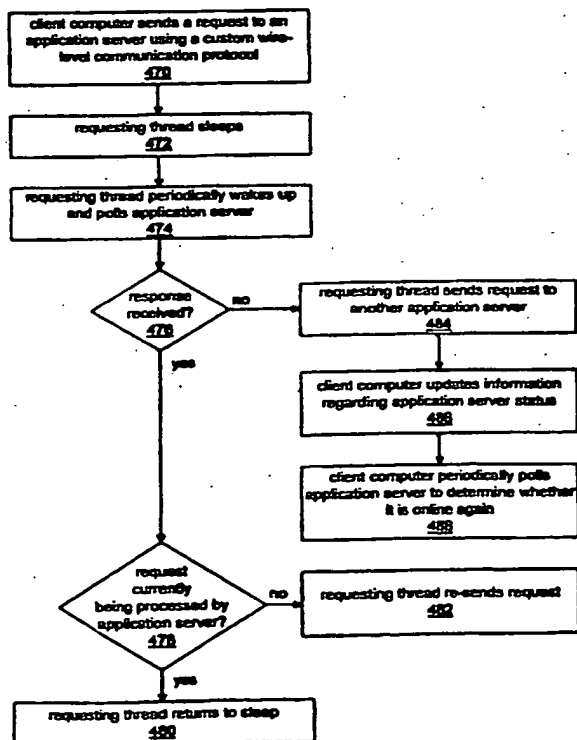 client computer sends a request to an
application server using a custom wire-
level communication protocol
470
requesting thread sleeps
472
requesting thread periodically wakes up
and polls application server
474
response
received?
476
no
yes
requesting thread sends request to
another application server
484
client computer updates information
regarding application server status
486
client computer periodically polls
application server to determine whether
it is online again
488
request
currently
being processed by
application server?
478
no
yes
requesting thread re-sends request
482
requesting thread returns to sleep
480